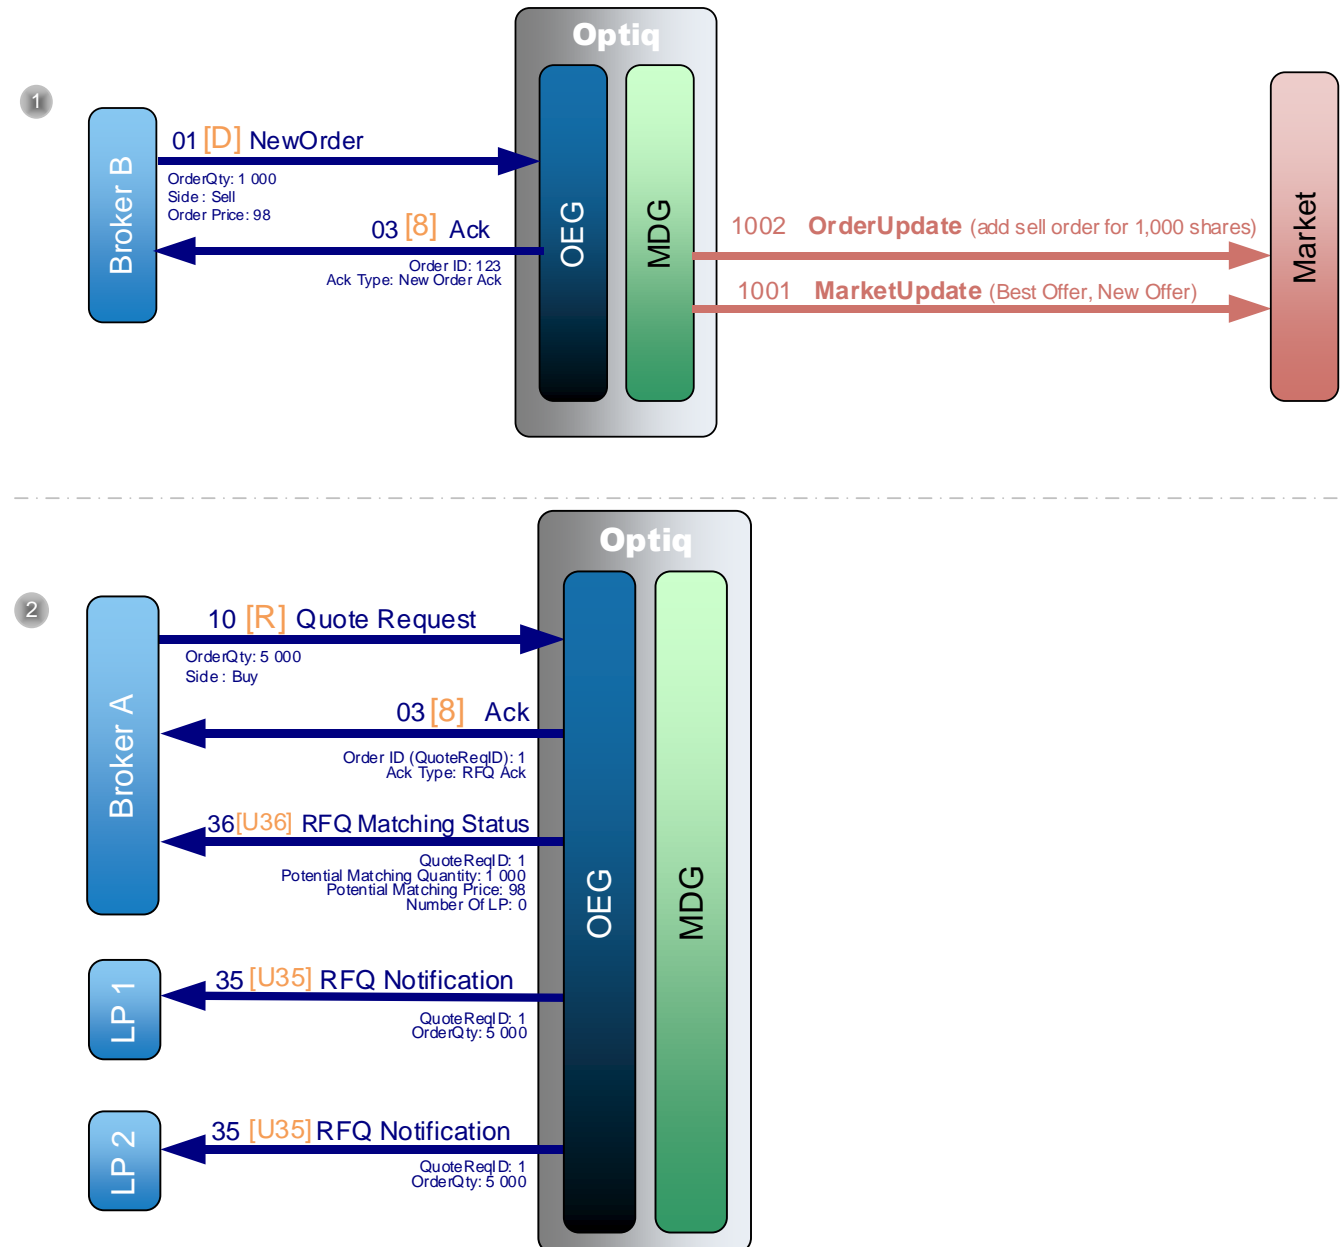 Optiq
1
Broker B
01 [D] NewOrder
OrderQty: 1 000
Side : Sell
Order Price: 98
03 [8] Ack
Order ID: 123
Ack Type: New Order Ack
OEG
MDG
1002 OrderUpdate (add sell order for 1,000 shares)
1001 MarketUpdate (Best Offer, New Offer)
Market
Optiq
2
Broker A
10 [R] Quote Request
OrderQty: 5 000
Side : Buy
03 [8] Ack
Order ID (QuoteReqID): 1
Ack Type: RFQ Ack
36 [U36] RFQ Matching Status
QuoteReqID: 1
Potential Matching Quantity: 1 000
Potential Matching Price: 98
Number Of LP: 0
OEG
MDG
LP 1
35 [U35] RFQ Notification
QuoteReqID: 1
OrderQty: 5 000
LP 2
35 [U35] RFQ Notification
QuoteReqID: 1
OrderQty: 5 000